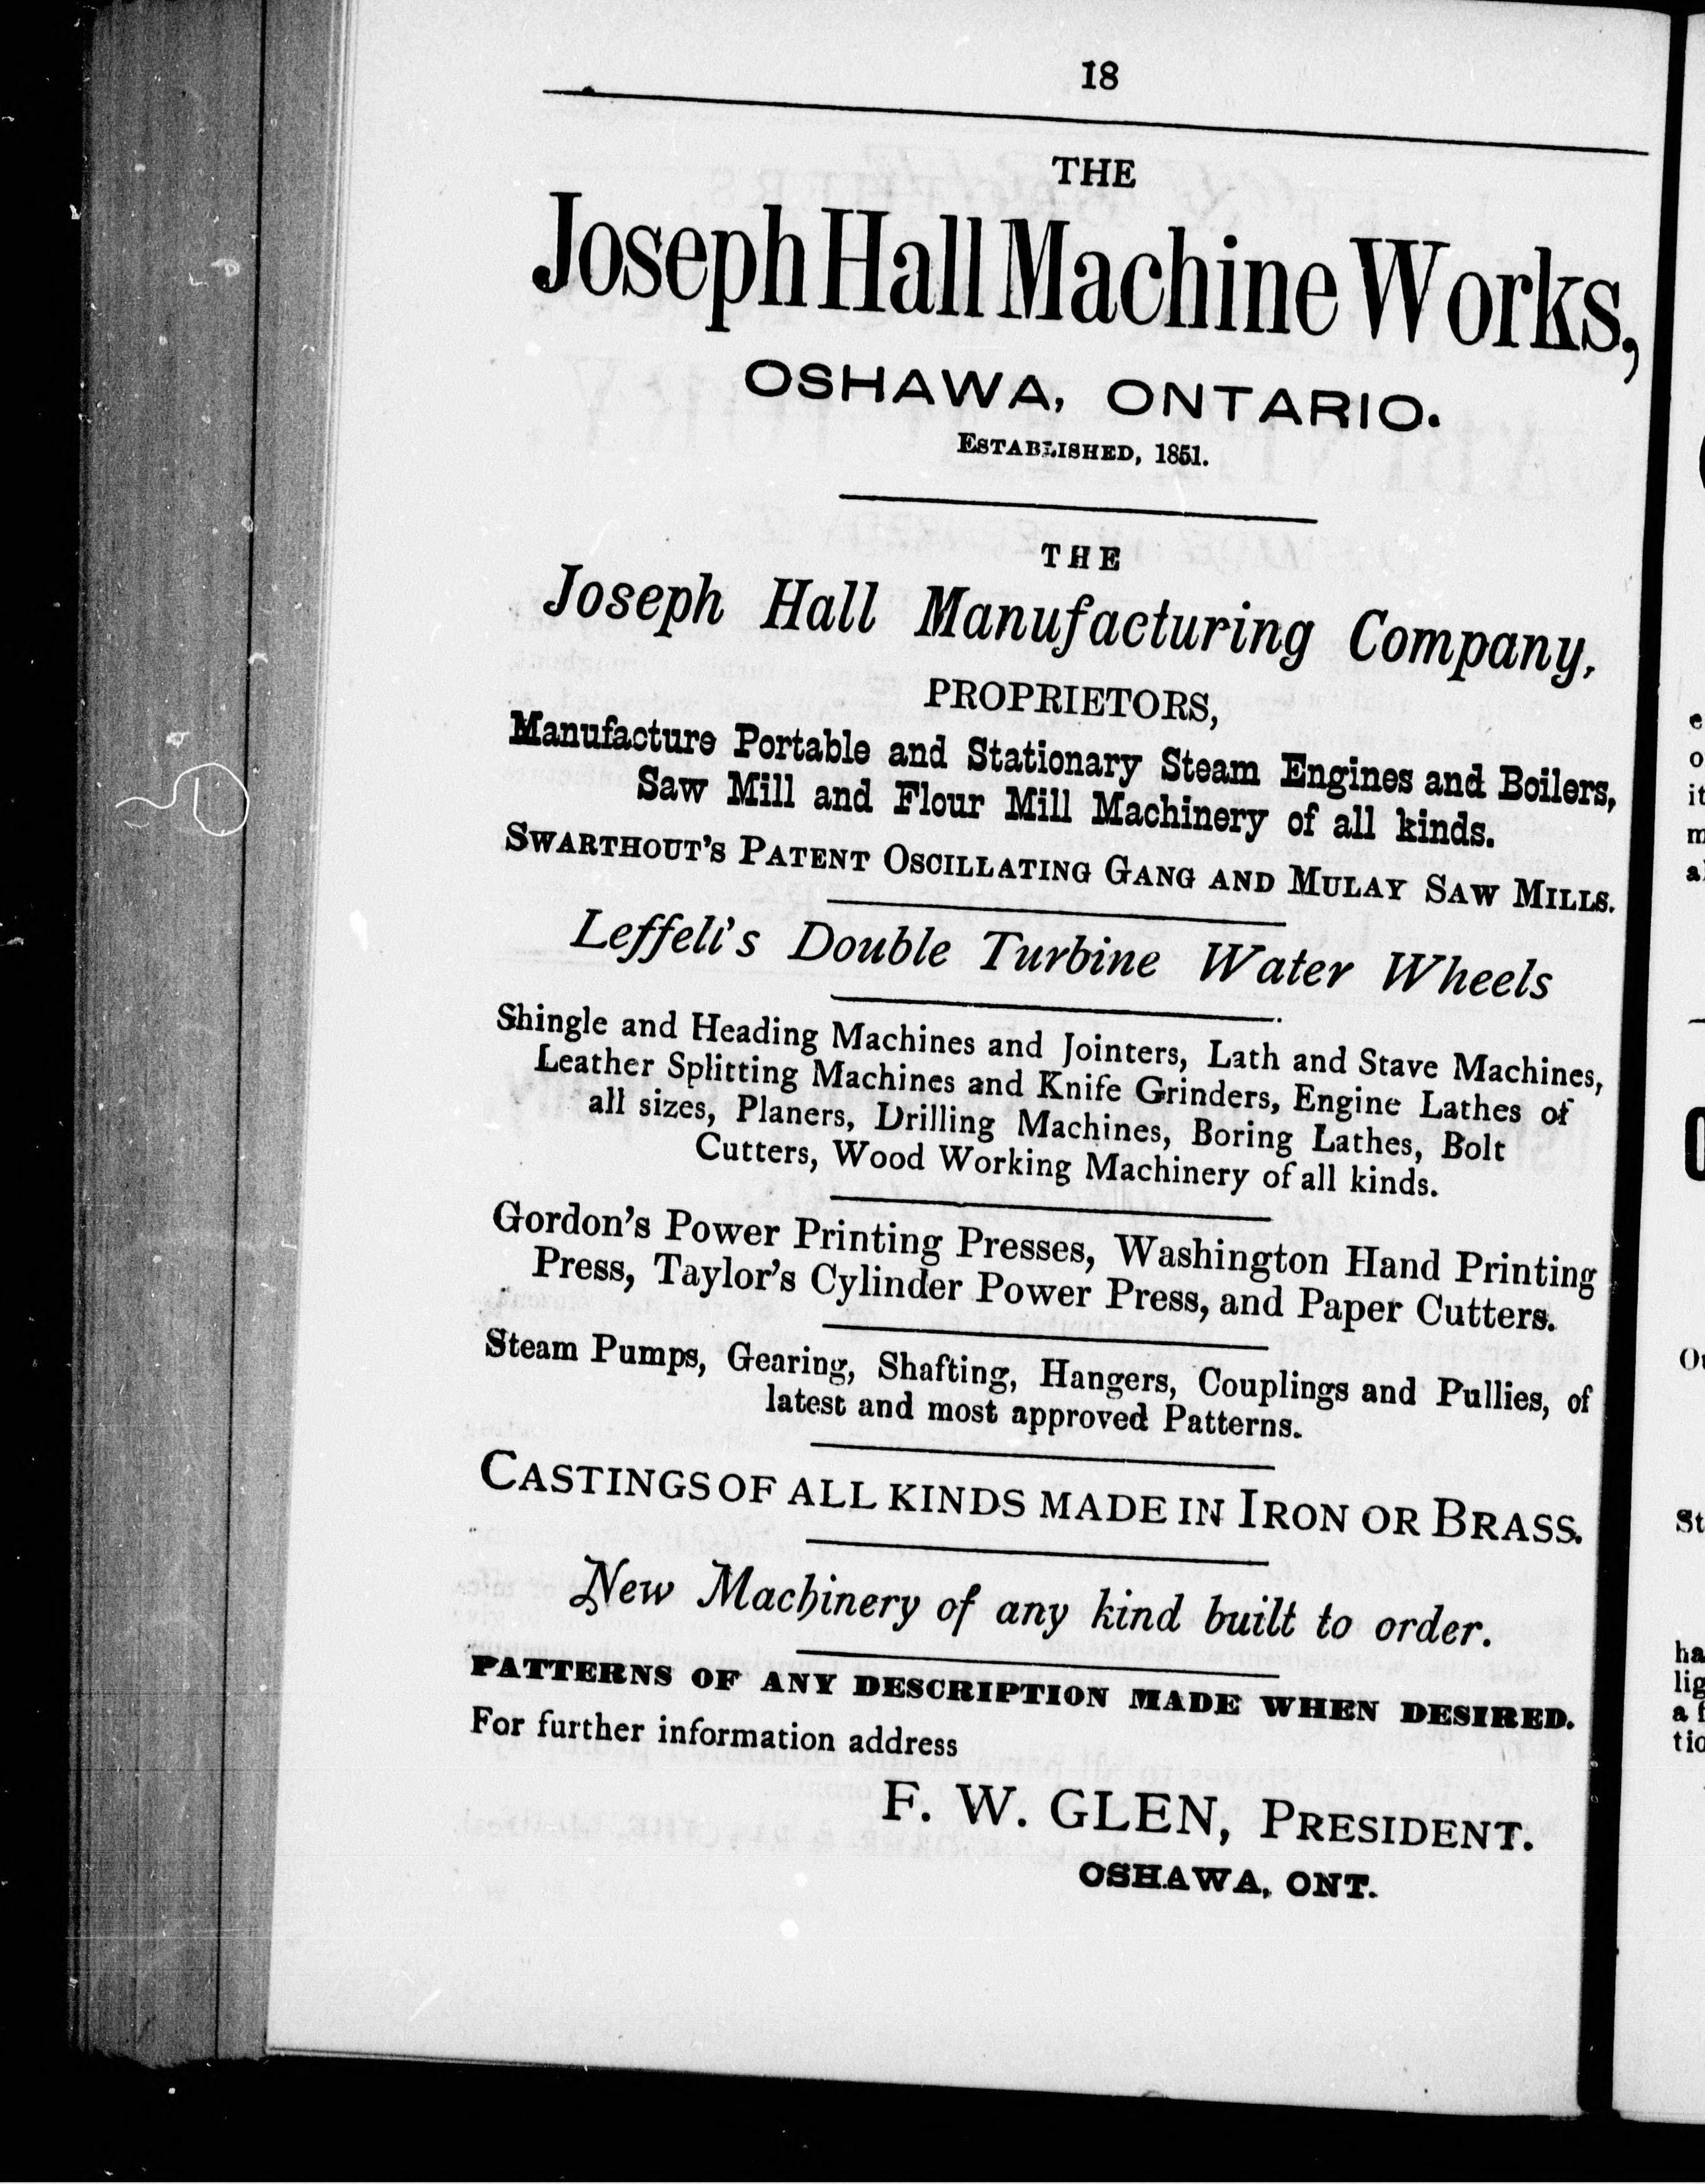 18
THE
Joseph Hall Machine Works,
OSHAWA, ONTARIO.
ESTABLISHED, 1851.
THE
Joseph Hall Manufacturing Company,
PROPRIETORS,
Manufacture Portable and Stationary Steam Engines and Boilers,
Saw Mill and Flour Mill Machinery of all kinds.
SWARTHOUT'S PATENT OSCILLATING GANG AND MULAY SAW MILLS.
Leffell's Double Turbine Water Wheels
Shingle and Heading Machines and Jointers, Lath and Stave Machines,
Leather Splitting Machines and Knife Grinders, Engine Lathes of
all sizes, Planers, Drilling Machines, Boring Lathes, Bolt
Cutters, Wood Working Machinery of all kinds.
Gordon's Power Printing Presses, Washington Hand Printing
Press, Taylor's Cylinder Power Press, and Paper Cutters.
Steam Pumps, Gearing, Shafting, Hangers, Couplings and Pullies, of
latest and most approved Patterns.
CASTINGS OF ALL KINDS MADE IN IRON OR BRASS.
New Machinery of any kind built to order.
PATTERNS OF ANY DESCRIPTION MADE WHEN DESIRED.
For further information address
F. W. GLEN, PRESIDENT.
OSHAWA, ONT.